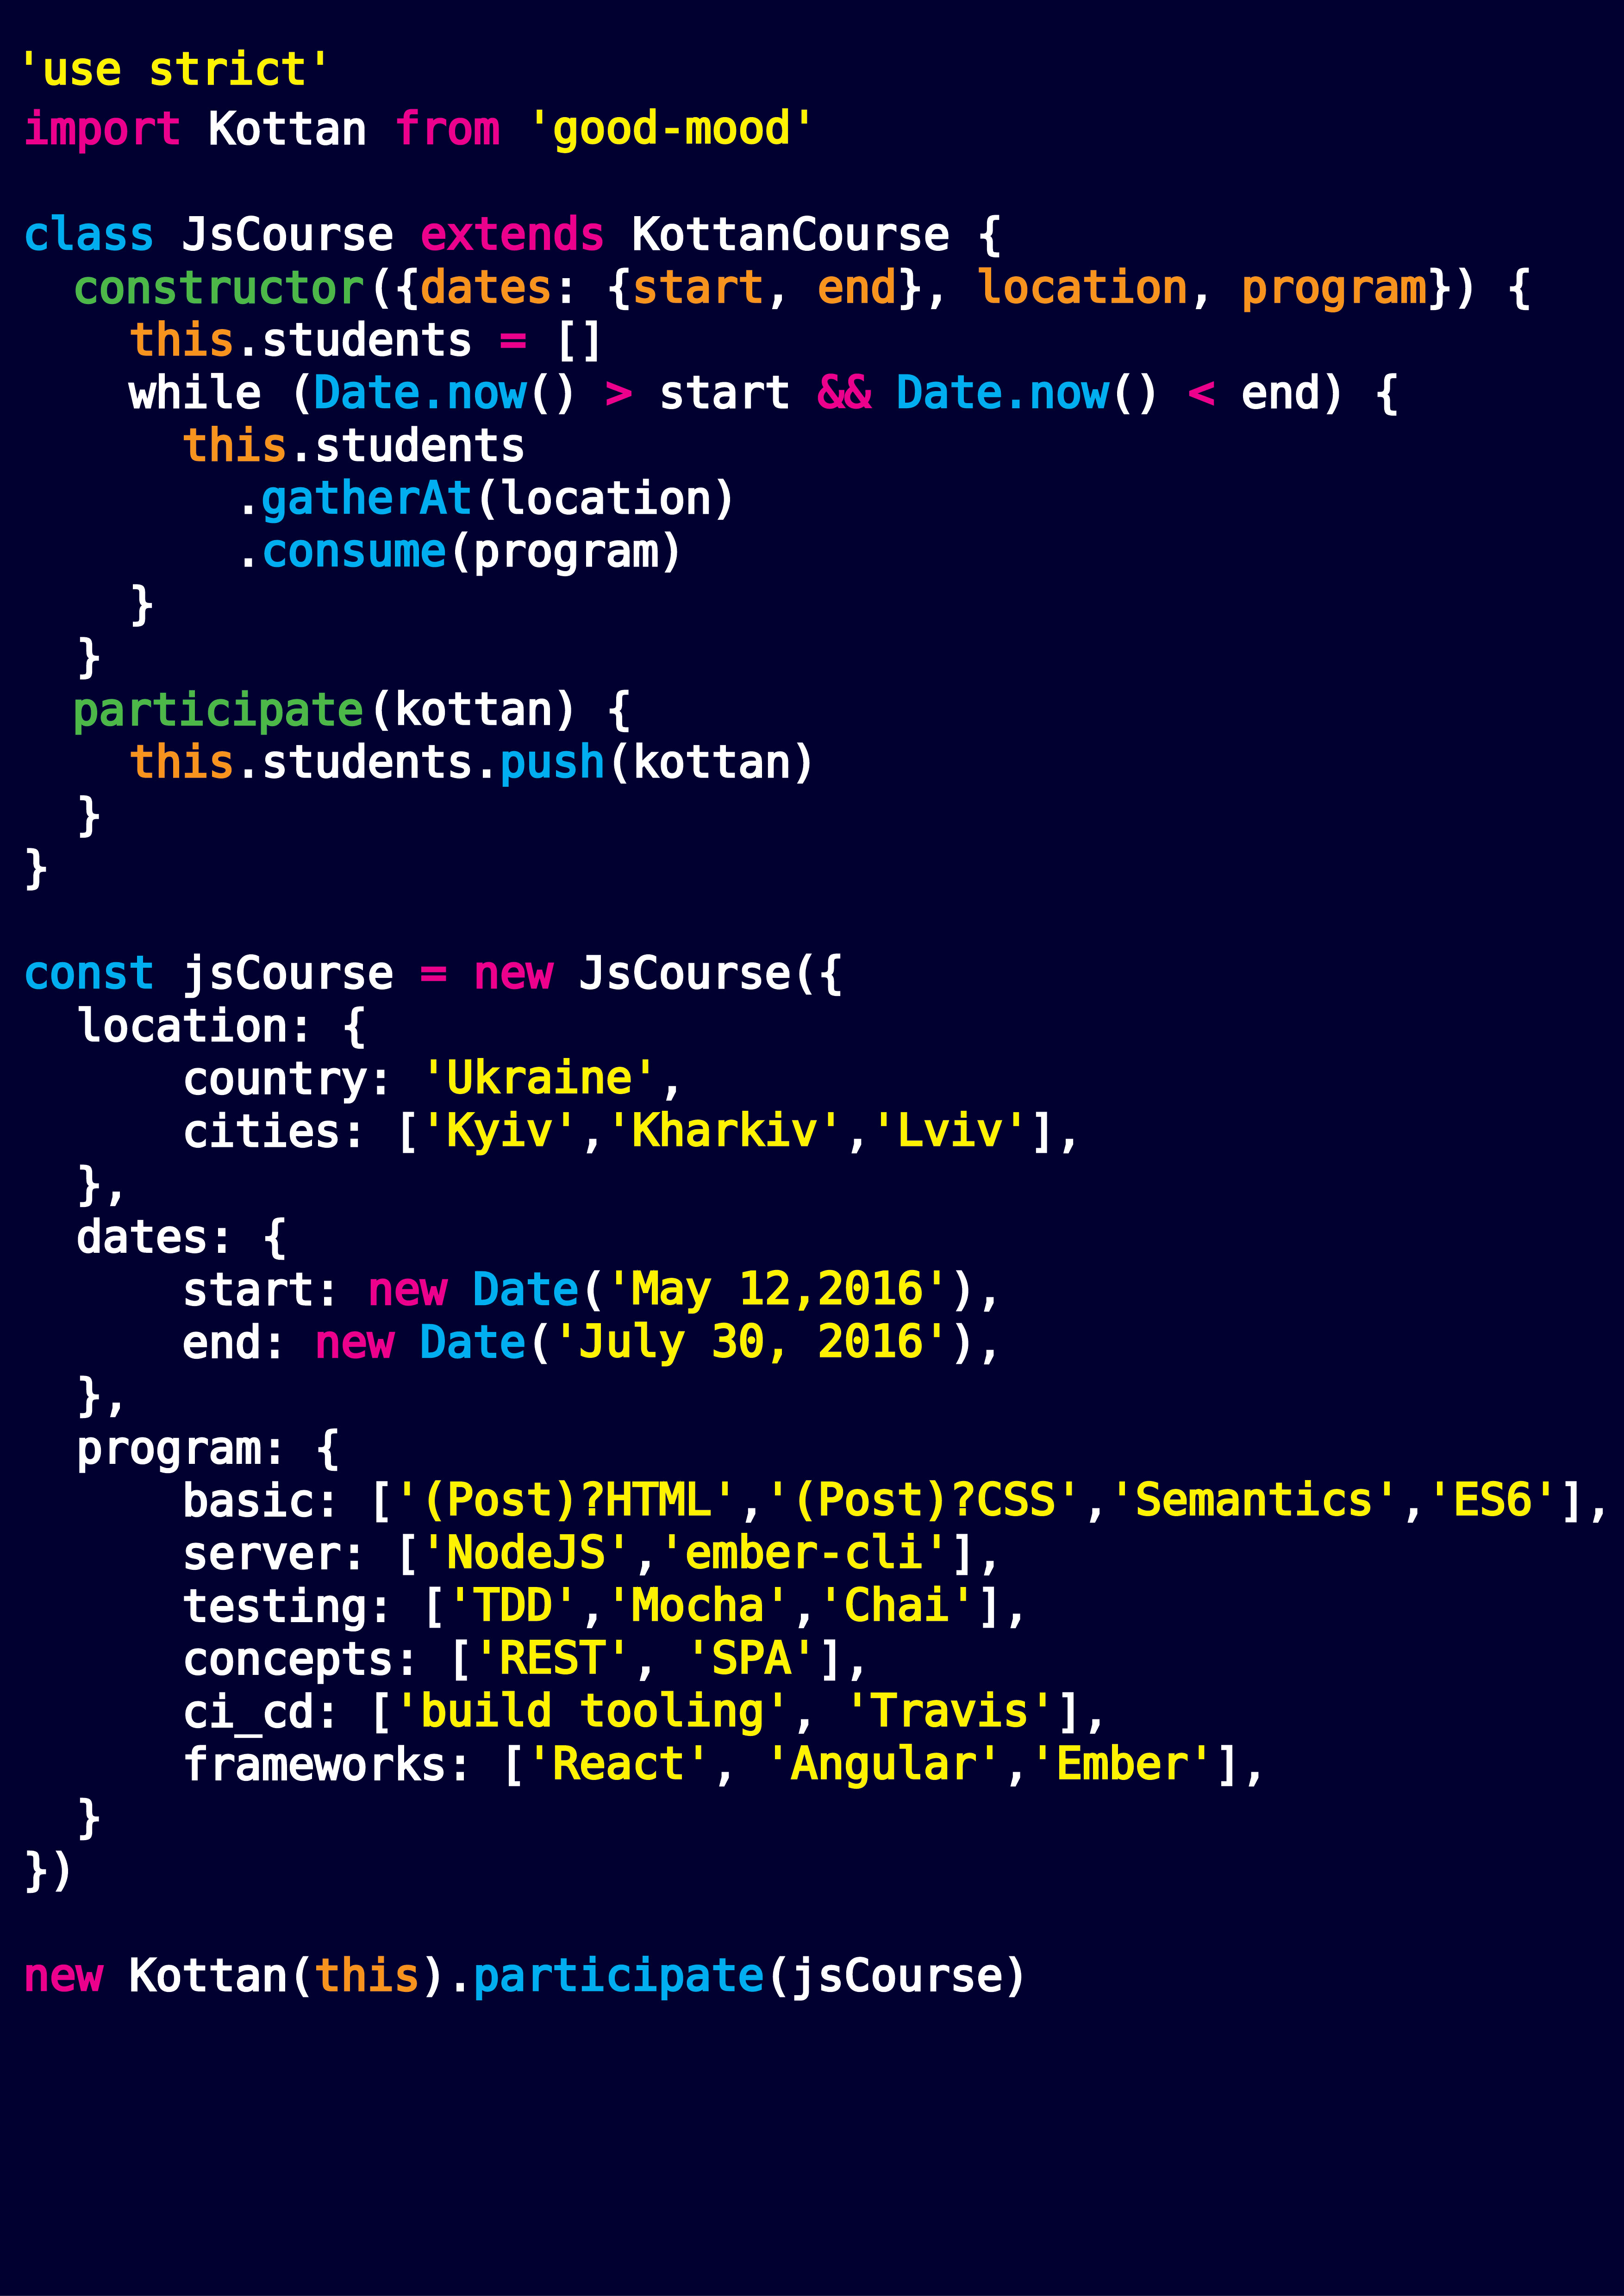 'use strict'
import Kottan from 'good-mood'

class JsCourse extends KottanCourse {
  constructor({dates: {start, end}, location, program}) {
    this.students = []
    while (Date.now() > start && Date.now() < end) {
      this.students
        .gatherAt(location)
        .consume(program)
    }
  }
  participate(kottan) {
    this.students.push(kottan)
  }
}

const jsCourse = new JsCourse({
  location: {
      country: 'Ukraine',
      cities: ['Kyiv','Kharkiv','Lviv'],
  },
  dates: {
      start: new Date('May 12,2016'),
      end: new Date('July 30, 2016'),
  },
  program: {
      basic: ['(Post)?HTML','(Post)?CSS','Semantics','ES6'],
      server: ['NodeJS','ember-cli'],
      testing: ['TDD','Mocha','Chai'],
      concepts: ['REST', 'SPA'],
      ci_cd: ['build tooling', 'Travis'],
      frameworks: ['React', 'Angular','Ember'],
  }
})

new Kottan(this).participate(jsCourse)